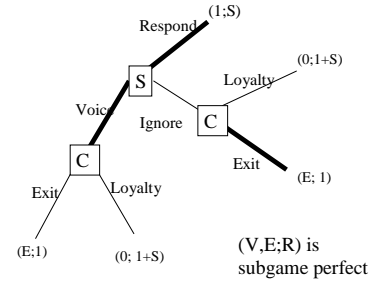 (1;S)
Respond
(0;1+S)
S
Loyalty
Voice
Ignore
C
C
Exit
Exit
Loyalty
(E; 1)
(E;1)
(0; 1+S)
(V,E;R) is
subgame perfect